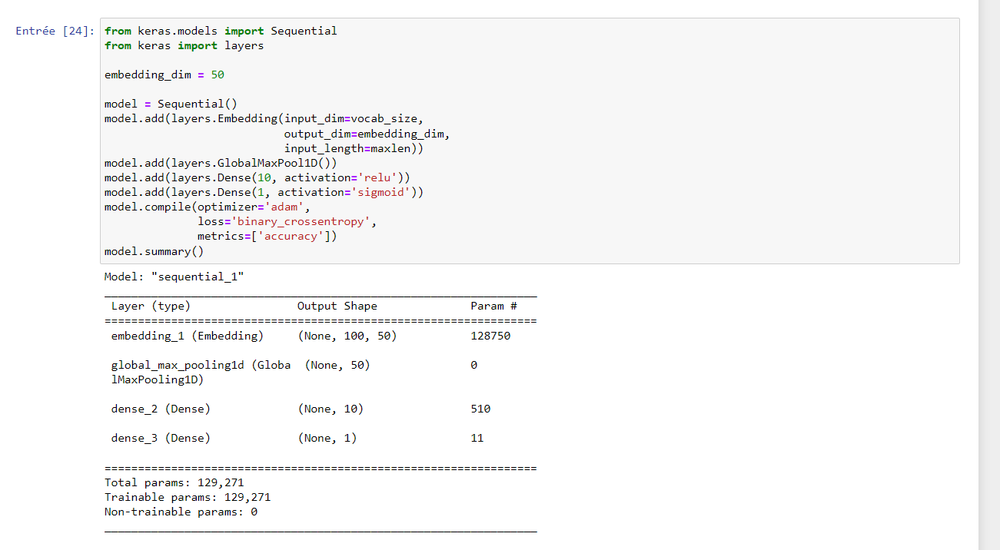 Entrée [24]: from keras.models import Sequential
from keras import layers
embedding_dim = 50
model = Sequential()
model.add(layers.Embedding(input_dim=vocab_size,
output_dim=embedding_dim,
input_length=maxlen))
model.add(layers.GlobalMaxPool1D())
model.add(layers.Dense(10, activation='relu'))
model.add(layers.Dense(1, activation='sigmoid'))
model.compile(optimizer='adam',
loss='binary_crossentropy',
metrics=['accuracy'])
model.summary()
Model: "sequential_1"
Layer (type) Output Shape Param #
=================================================================
embedding_1 (Embedding) (None, 100, 50) 128750
global_max_pooling1d (Globa (None, 50) 0
lMaxPooling1D)
dense_2 (Dense) (None, 10) 510
dense_3 (Dense) (None, 1) 11
=================================================================
Total params: 129,271
Trainable params: 129,271
Non-trainable params: 0